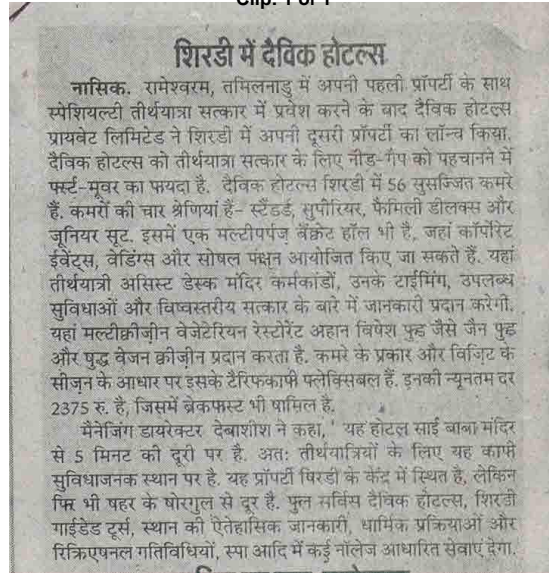 Clip: 1 of 1
शिरडी में दैविक होटल्स
नासिक. रामेश्वरम, तमिलनाडु में अपनी पहली प्रॉपर्टी के साथ
स्पेशियल्टी तीर्थयात्रा सत्कार में प्रवेश करने के बाद दैविक होटल्स
प्रायवेट लिमिटेड ने शिरडी में अपनी दूसरी प्रॉपर्टी का लॉन्च किया.
दैविक होटल्स को तीर्थयात्रा सत्कार के लिए नीड-गैप को पहचानने में
फर्स्ट-मूवर का फायदा है. दैविक होटल्स शिरडी में 56 सुसज्जित कमरे
हैं. कमरों की चार श्रेणियां हैं- स्टैंडर्ड, सुपीरियर, फैमिली डीलक्स और
जूनियर सूट. इसमें एक मल्टीपर्पज बैंक्वेट हॉल भी है, जहां कॉर्पोरेट
ईवेंट्स, वेडिंग्स और सोषल फंक्षन आयोजित किए जा सकते हैं. यहां
तीर्थयात्री असिस्ट डेस्क मंदिर कर्मकांडों, उनके टाईमिंग, उपलब्ध
सुविधाओं और विष्वस्तरीय सत्कार के बारे में जानकारी प्रदान करेगी.
यहां मल्टीक्रीज़ीन वेजेटेरियन रेस्टोरेंट अहान विषेश फुड जैसे जैन फुड
और षुद्ध वेजन क्रीज़ीन प्रदान करता है. कमरे के प्रकार और विज़िट के
सीज़न के आधार पर इसके टैरिफकाफी फ्लेक्सिबल हैं. इनकी न्यूनतम दर
2375 रु. है, जिसमें ब्रेकफास्ट भी षामिल है.
मैनेजिंग डायरेक्टर देबाशीश ने कहा, ' यह होटल साई बाबा मंदिर
से 5 मिनट की दूरी पर है. अतः तीर्थयात्रियों के लिए यह काफी
सुविधाजनक स्थान पर है. यह प्रॉपर्टी षिरडी के केंद्र में स्थित है, लेकिन
फिर भी षहर के षोरगुल से दूर है. फुल सर्विस दैविक होटल्स, शिरडी
गाईडेड टूर्स, स्थान की ऐतिहासिक जानकारी, धार्मिक प्रक्रियाओं और
रिक्रिएषनल गतिविधियों, स्पा आदि में कई नॉलेज आधारित सेवाएं देगा.